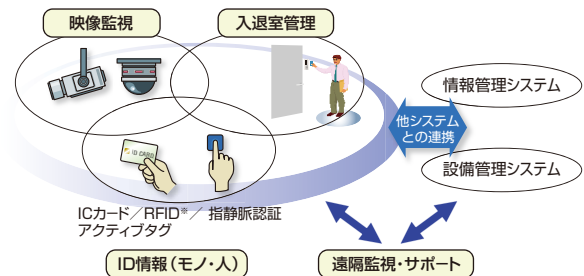 映像監視
入退室管理
情報管理システム
他システム
との連携
設備管理システム
ID CARD
ICカード／RFID※／ 指静脈認証
アクティブタグ
ID情報（モノ・人）
遠隔監視・サポート